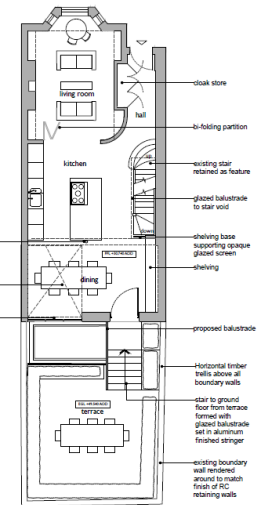 living room
cloak store
hall
bi-folding partition
kitchen
up
existing stair
retained as feature
glazed balustrade
to stair void
down
shelving base
supporting opaque
glazed screen
shelving
dining
proposed balustrade
Horizontal timber
trellis above all
boundary walls
stair to ground
floor from terrace
formed with
glazed balustrade
set in aluminum
finished stringer
terrace
existing boundary
wall rendered
around to match
finish of RC
retaining walls